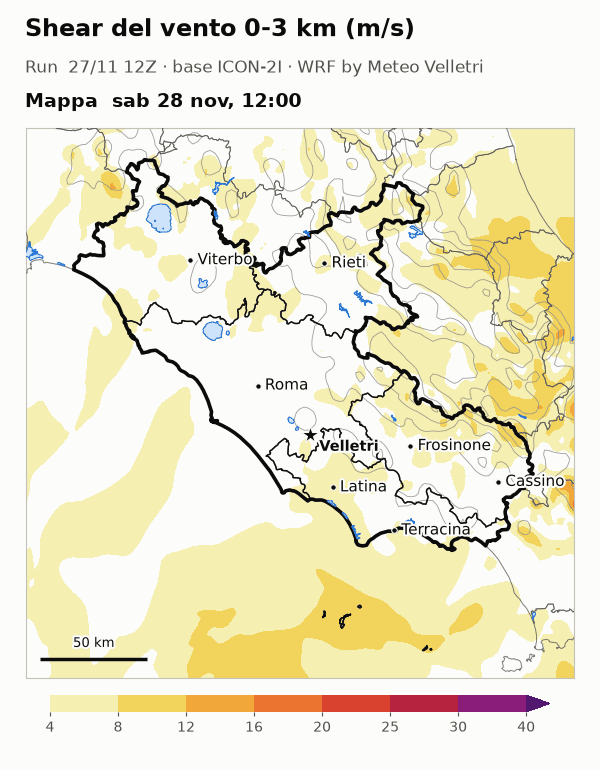 Shear del vento 0-3 km (m/s)
Run 27/11 12Z · base ICON-2I · WRF by Meteo Velletri
Mappa sab 28 nov, 12:00
Viterbo
Rieti
Roma
Velletri
Frosinone
Latina
Cassino
Terracina
50 km
4 8 12 16 20 25 30 40